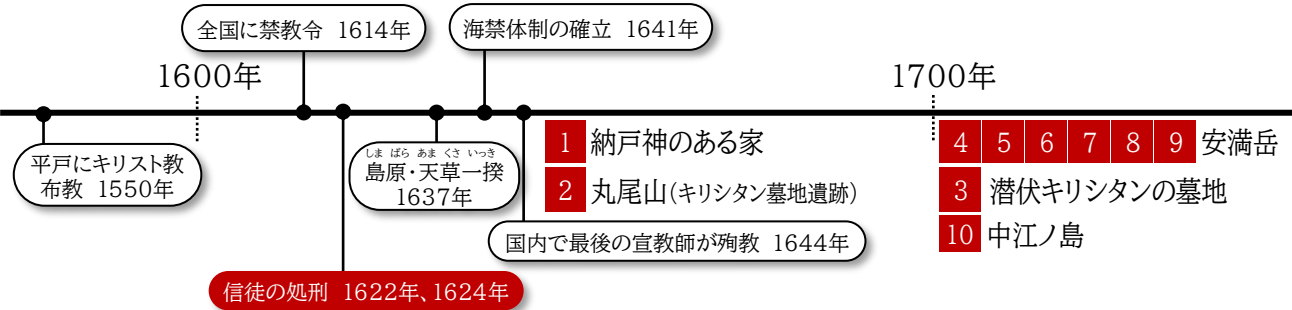 全国に禁教令 1614年
海禁体制の確立 1641年
1600年
1700年
平戸にキリスト教
布教 1550年
しま ばら あま くさ いっき
島原・天草一揆
1637年
1 納戸神のある家
2 丸尾山(キリシタン墓地遺跡)
国内で最後の宣教師が殉教 1644年
信徒の処刑 1622年、1624年
4 5 6 7 8 9 安満岳
3 潜伏キリシタンの墓地
10 中江ノ島